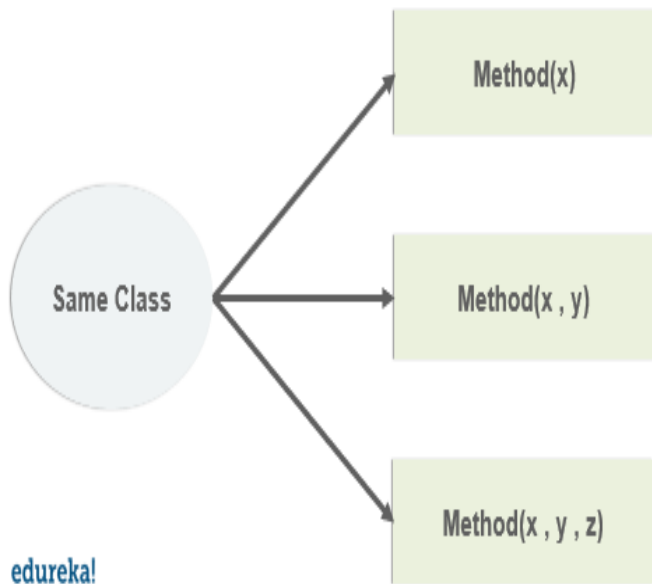 Method(x)
Same Class
Method(x , y)
Method(x , y , z)
edureka!